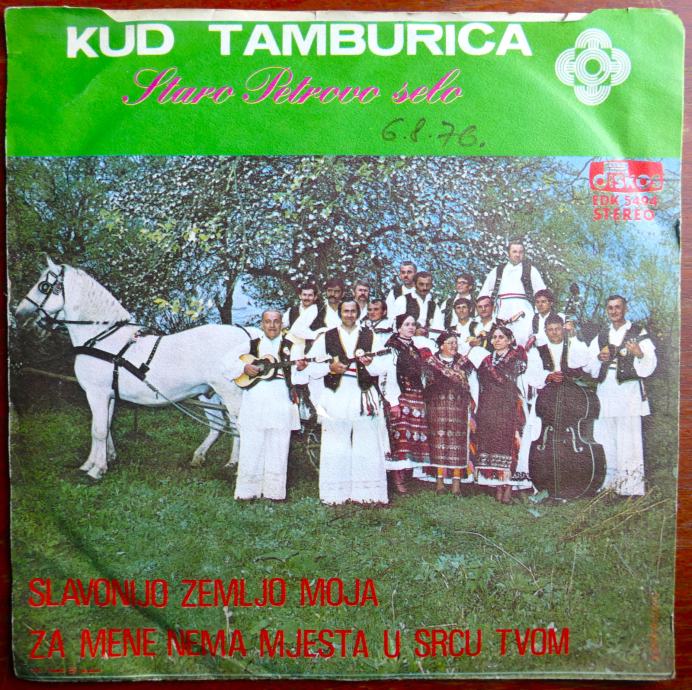 KUD TAMBURICA
Staro Petrovo selo
6.8.76.
diskos
EDK 5494
STEREO
SLAVONIJO ZEMLJO MOJA
ZA MENE NEMA MJESTA U SRCU TVOM